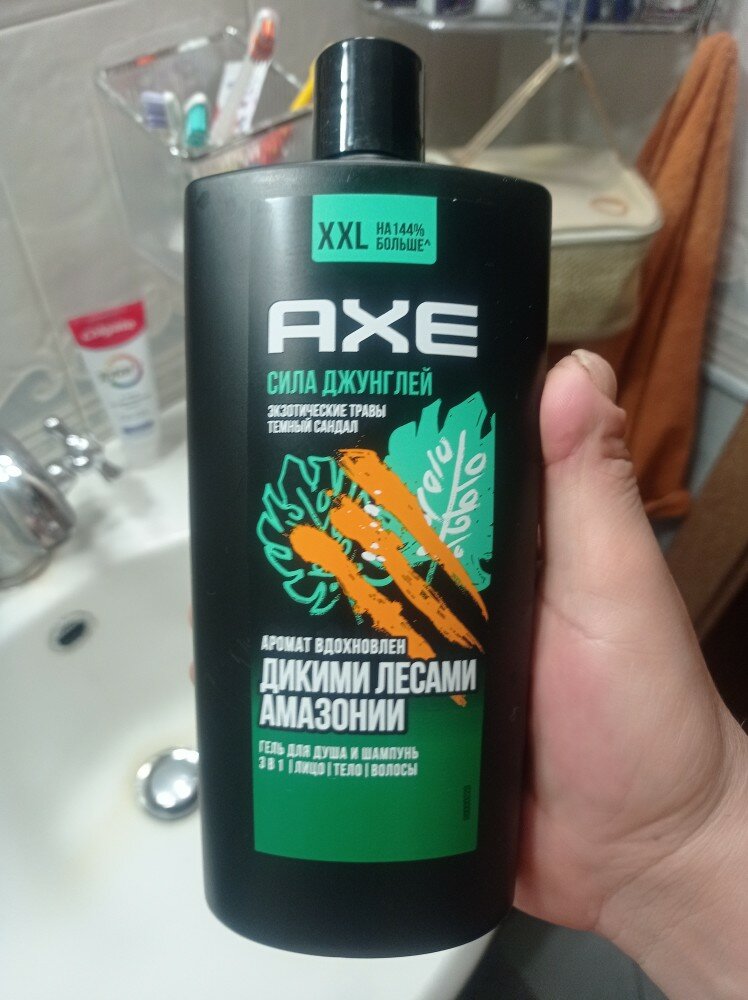 XXL
НА 144%
БОЛЬШЕ^
AXE
СИЛА ДЖУНГЛЕЙ
ЭКЗОТИЧЕСКИЕ ТРАВЫ
ТЕМНЫЙ САНДАЛ
АРОМАТ ВДОХНОВЛЕН
ДИКИМИ ЛЕСАМИ
АМАЗОНИИ
ГЕЛЬ ДЛЯ ДУША И ШАМПУНЬ
3 В 1 | ЛИЦО | ТЕЛО | ВОЛОСЫ
Colgate